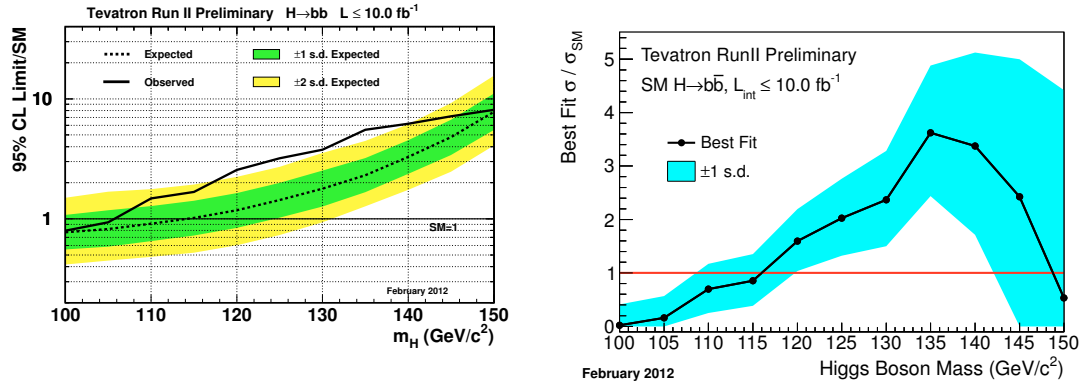 Tevatron Run II Preliminary H→bb L ≤ 10.0 fb⁻¹
95% CL Limit/SM
Expected
Observed
±1 s.d. Expected
±2 s.d. Expected
10
1
SM=1
February 2012
100 110 120 130 140 150
m_H (GeV/c²)
Best Fit σ / σ_SM
Tevatron RunII Preliminary
SM H→bb̅, L_int ≤ 10.0 fb⁻¹
Best Fit
±1 s.d.
5
4
3
2
1
0
100 105 110 115 120 125 130 135 140 145 150
February 2012
Higgs Boson Mass (GeV/c²)